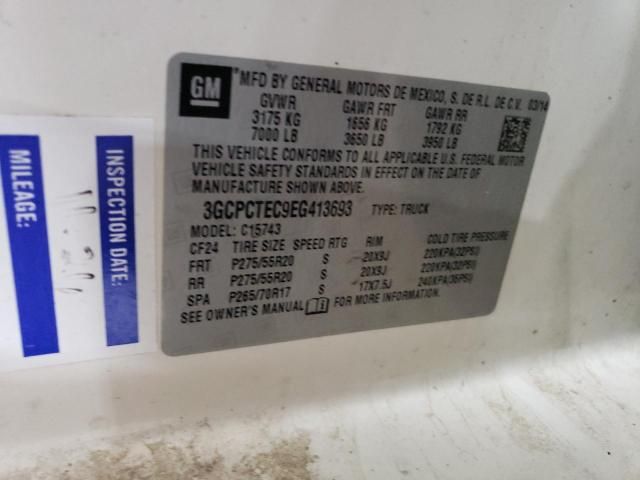 GM
*MFD BY GENERAL MOTORS DE MEXICO, S. DE R.L. DE C.V. 03/14
GVWR GAWR FRT GAWR RR
3175 KG 1656 KG 1792 KG
7000 LB 3650 LB 3950 LB
THIS VEHICLE CONFORMS TO ALL APPLICABLE U.S. FEDERAL MOTOR
VEHICLE SAFETY STANDARDS IN EFFECT ON THE DATE OF
MANUFACTURE SHOWN ABOVE.
3GCPCTEC9EG413693 TYPE: TRUCK
MODEL: C15743
CF24 TIRE SIZE SPEED RTG RIM COLD TIRE PRESSURE
FRT P275/55R20 S 20X9J 220KPA(32PSI)
RR P275/55R20 S 20X9J 220KPA(32PSI)
SPA P265/70R17 S 17X7.5J 240KPA(35PSI)
SEE OWNER'S MANUAL FOR MORE INFORMATION.
INSPECTION DATE:
MILEAGE: